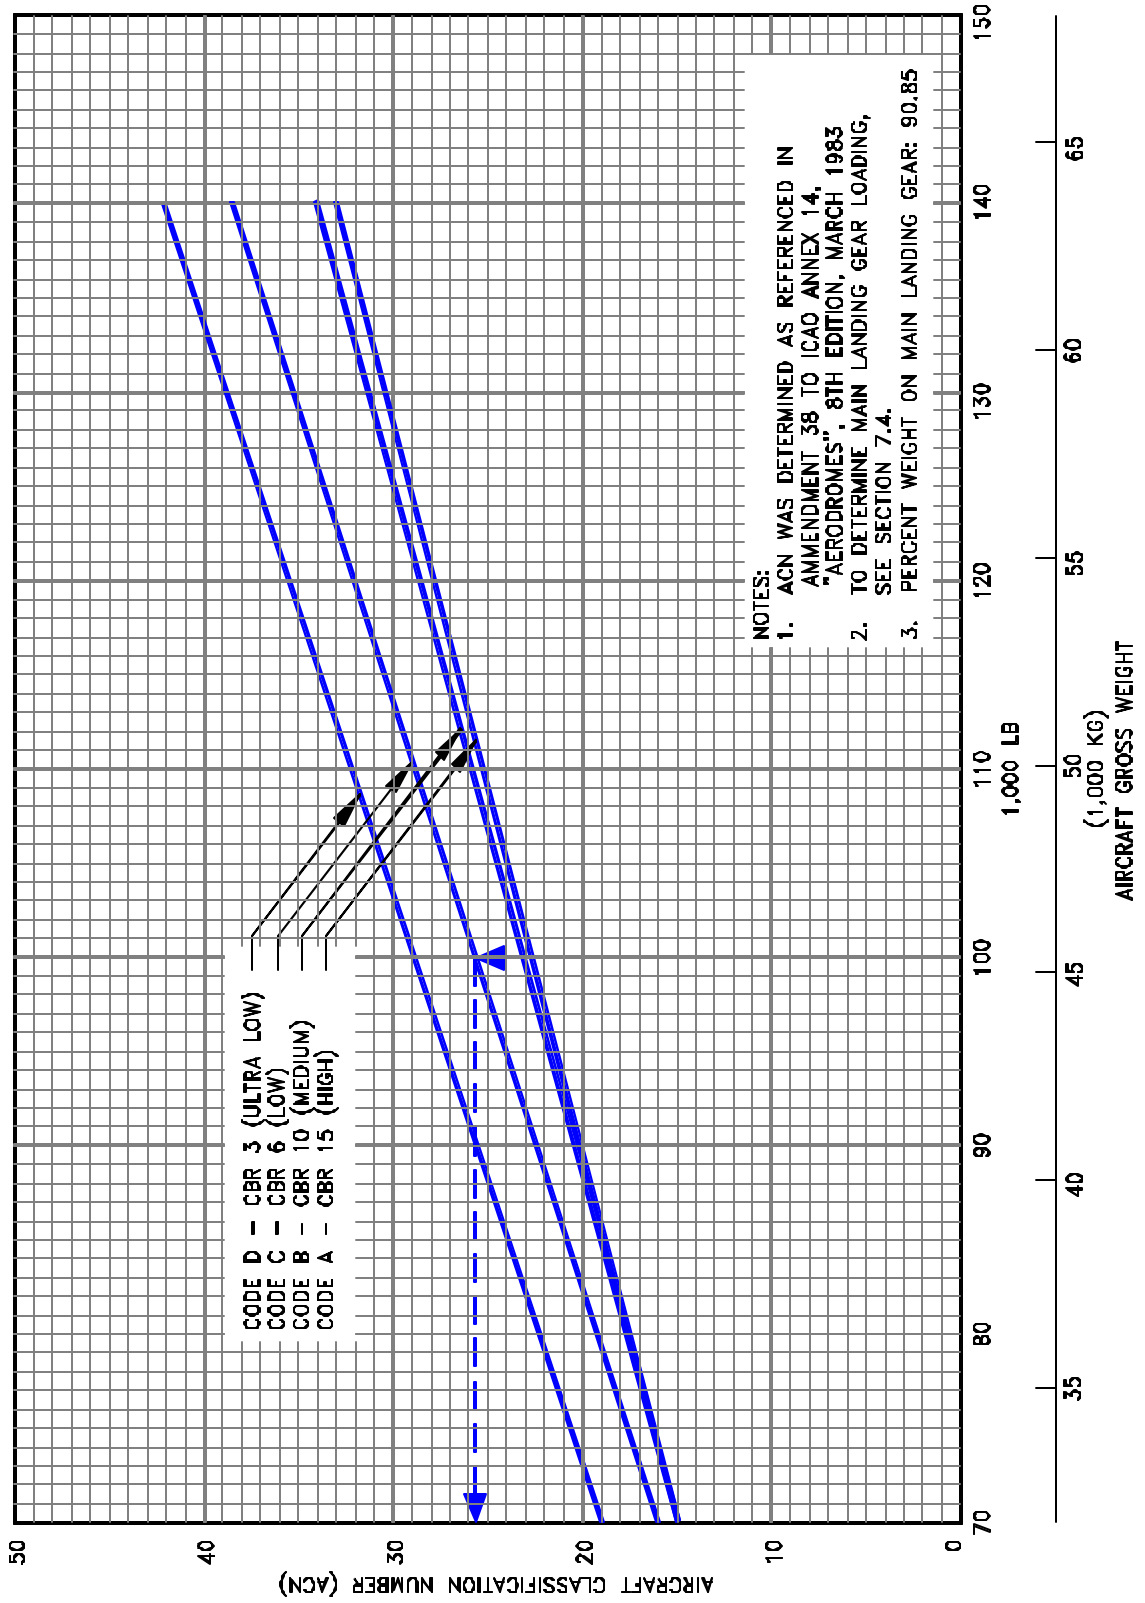 50
40
30
20
10
0
AIRCRAFT CLASSIFICATION NUMBER (ACN)
CODE D - CBR 3 (ULTRA LOW)
CODE C - CBR 6 (LOW)
CODE B - CBR 10 (MEDIUM)
CODE A - CBR 15 (HIGH)
NOTES:
1. ACN WAS DETERMINED AS REFERENCED IN
AMMENDMENT 38 TO ICAO ANNEX 14,
"AERODROMES", 8TH EDITION, MARCH 1983
2. TO DETERMINE MAIN LANDING GEAR LOADING,
SEE SECTION 7.4.
3. PERCENT WEIGHT ON MAIN LANDING GEAR: 90.85
70 80 90 100 110 120 130 140 150
1,000 LB
35 40 45 50 55 60 65
(1,000 KG)
AIRCRAFT GROSS WEIGHT